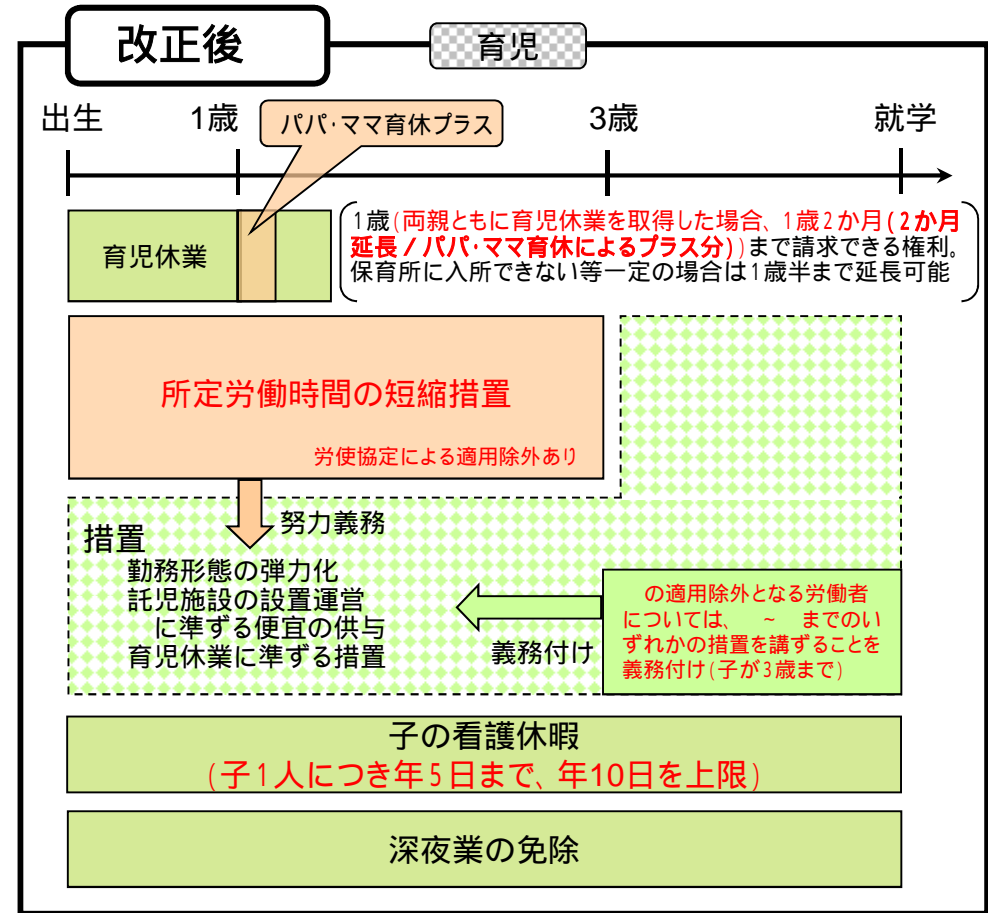 改正後
育児
出生
1歳
3歳
就学
パパ・ママ育休プラス
育児休業
1歳(両親ともに育児休業を取得した場合、1歳2か月(2か月
延長/パパ・ママ育休によるプラス分))まで請求できる権利。
保育所に入所できない等一定の場合は1歳半まで延長可能
所定労働時間の短縮措置
労使協定による適用除外あり
努力義務
措置
勤務形態の弾力化
託児施設の設置運営
に準ずる便宜の供与
育児休業に準ずる措置
義務付け
の適用除外となる労働者
については、 ~ までのい
ずれかの措置を講ずることを
義務付け(子が3歳まで)
子の看護休暇
(子1人につき年5日まで、年10日を上限)
深夜業の免除